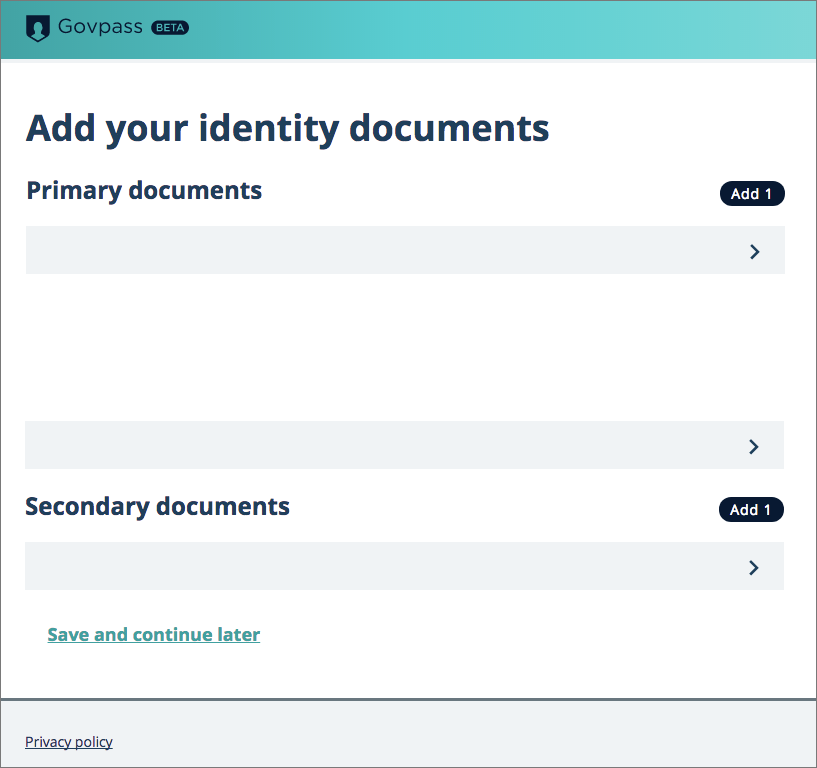 Govpass BETA
Add your identity documents
Primary documents
Add 1
Secondary documents
Add 1
Save and continue later
Privacy policy